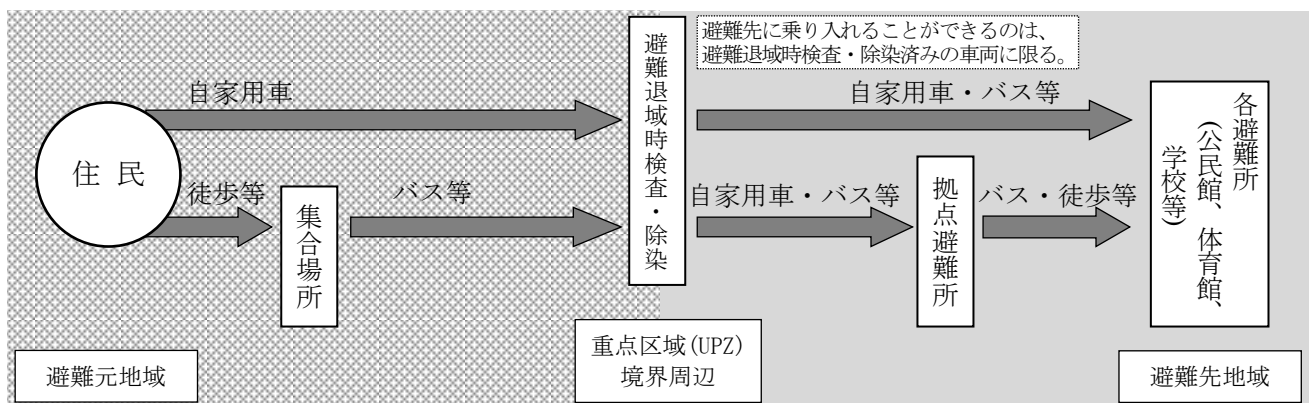 避難先に乗り入れることができるのは、
避難退域時検査・除染済みの車両に限る。
自家用車
自家用車・バス等
住 民
避難退域時検査・除染
各避難所
(公民館、体育館、
学校等)
徒歩等
集合場所
バス等
自家用車・バス等
拠点避難所
バス・徒歩等
避難元地域
重点区域(UPZ)
境界周辺
避難先地域